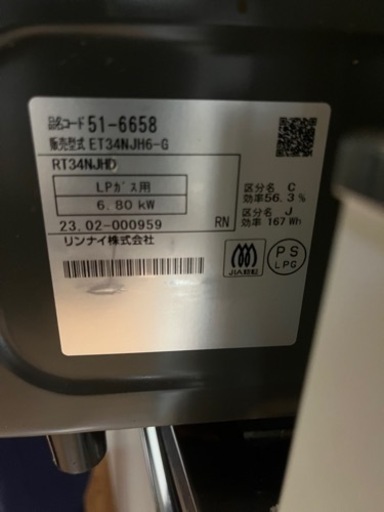 品名コード 51-6658
販売型式 ET34NJH6-G
RT34NJHD
LPガス用
6.80 kW
区分名 C
効率56.3%
区分名 J
効率 167 Wh
23.02-000959 RN
リンナイ株式会社
JIA認証
PS
LPG